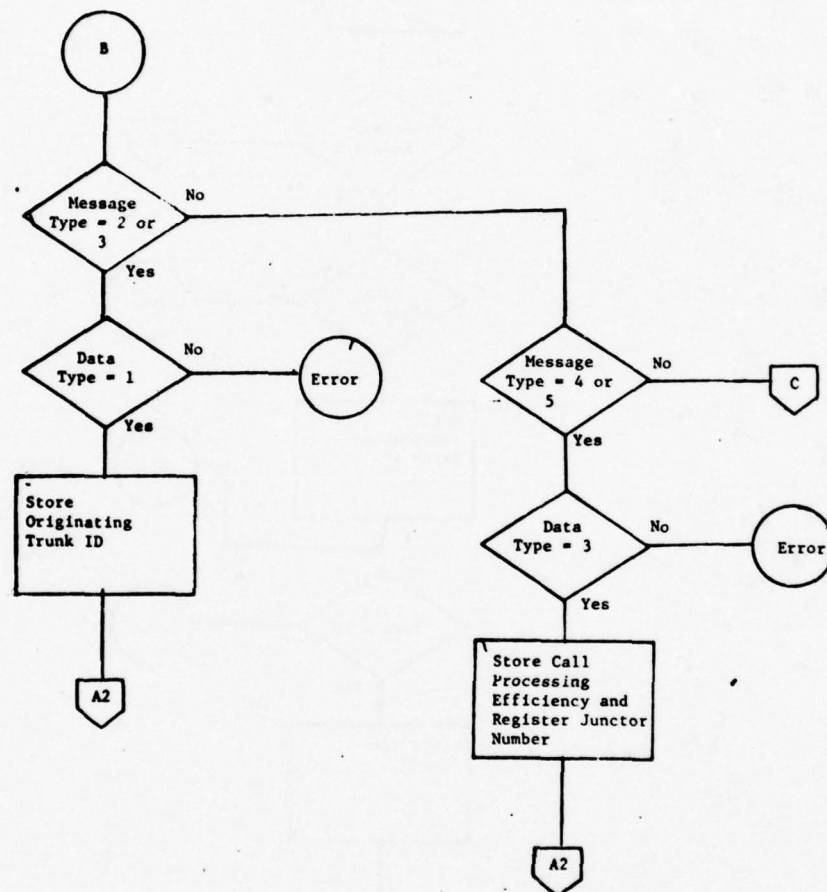 B
Message
Type = 2 or
3
No
Yes
Data
Type = 1
No
Error
Yes
Store
Originating
Trunk ID
A2
Message
Type = 4 or
5
No
C
Yes
Data
Type = 3
No
Error
Yes
Store Call
Processing
Efficiency and
Register Junctor
Number
A2